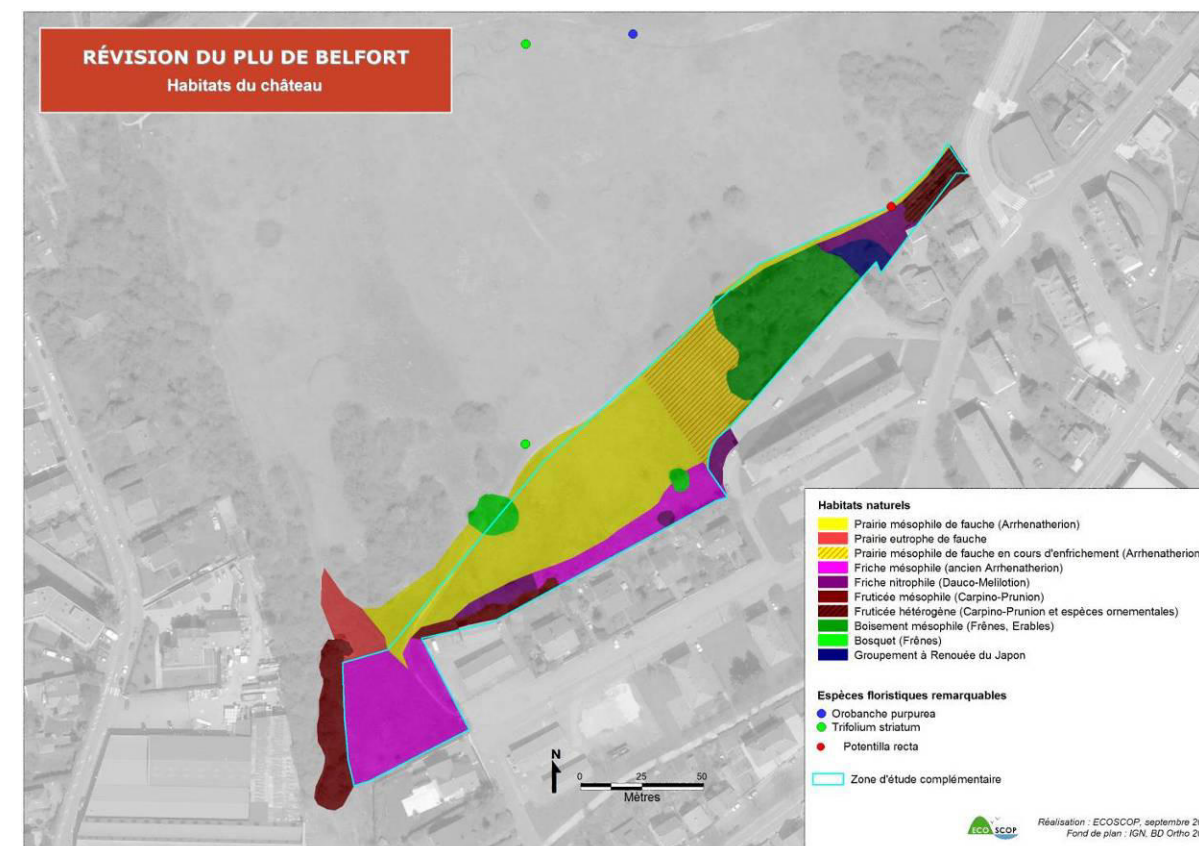 RÉVISION DU PLU DE BELFORT
Habitats du château
Habitats naturels
Prairie mésophile de fauche (Arrhenatherion)
Prairie eutrophe de fauche
Prairie mésophile de fauche en cours d'enfrichement (Arrhenatherion
Friche mésophile (ancien Arrhenatherion)
Friche nitrophile (Dauco-Melilotion)
Fruticée mésophile (Carpino-Prunion)
Fruticée hétérogène (Carpino-Prunion et espèces ornementales)
Boisement mésophile (Frênes, Erables)
Bosquet (Frênes)
Groupement à Renouée du Japon
Espèces floristiques remarquables
Orobanche purpurea
Trifolium striatum
Potentilla recta
Zone d'étude complémentaire
N
0 25 50
Mètres
ECO SCOP
Réalisation : ECOSCOP, septembre 20
Fond de plan : IGN, BD Ortho 20